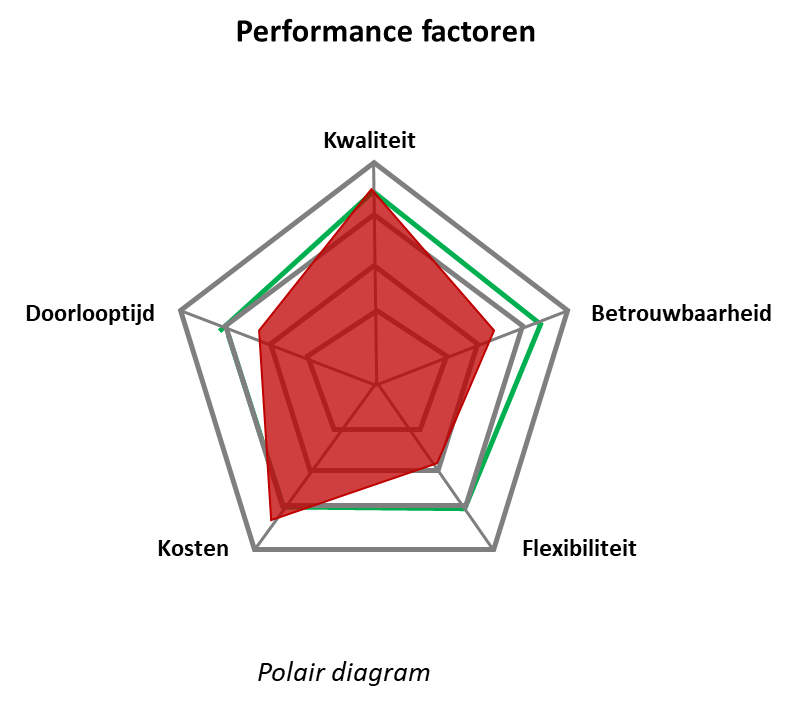 Performance factoren
Kwaliteit
Doorlooptijd
Betrouwbaarheid
Kosten
Flexibiliteit
Polair diagram